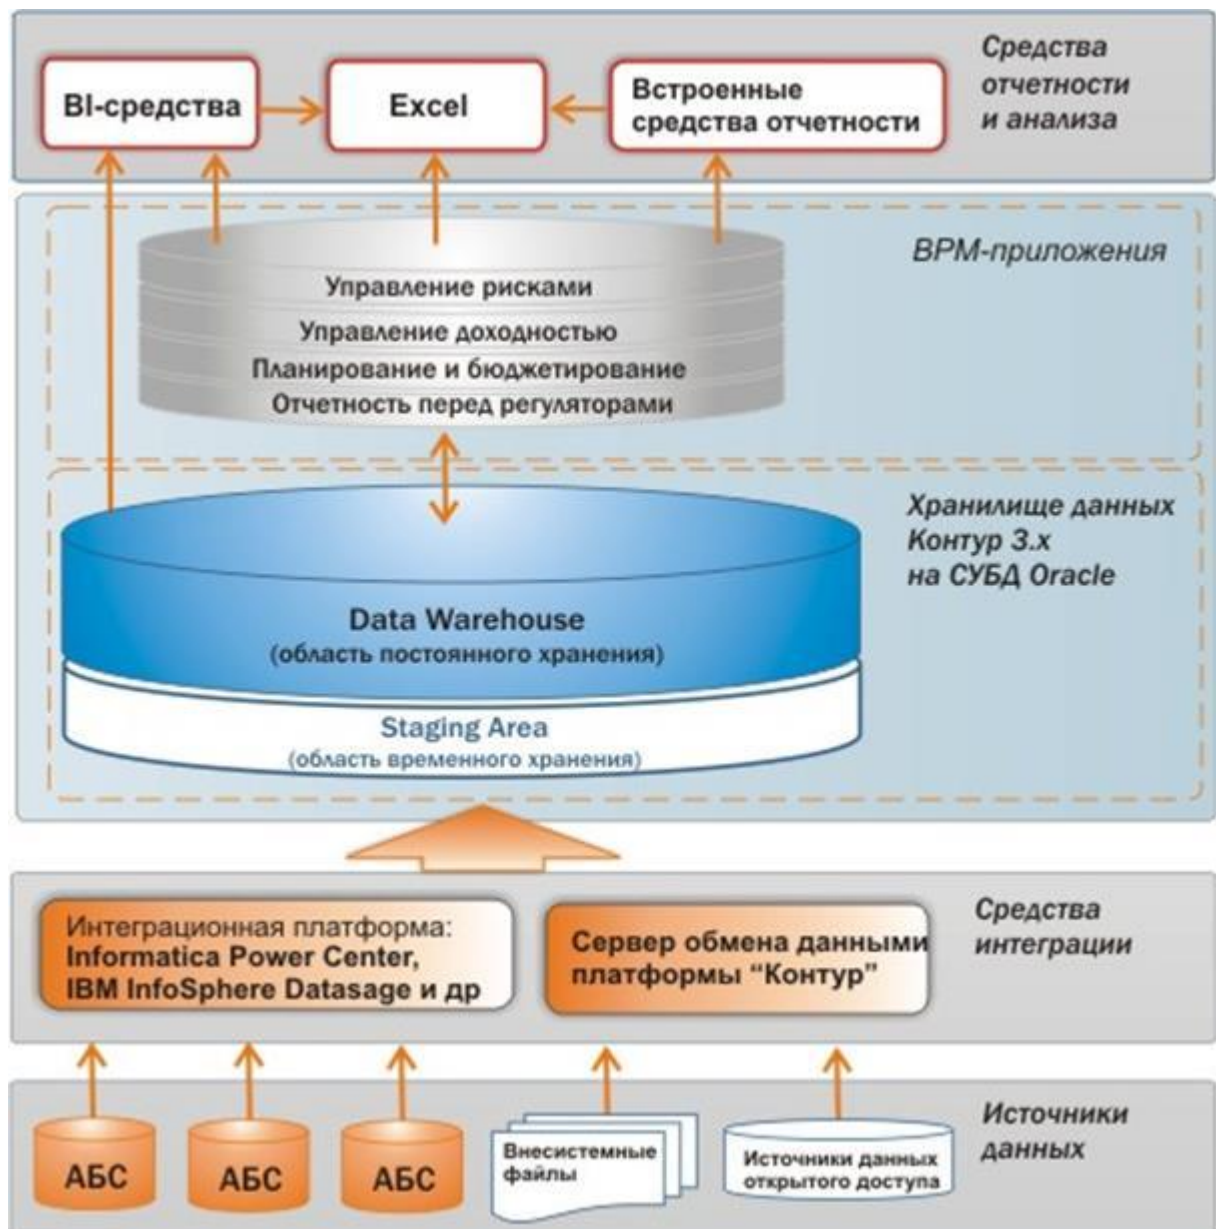 Средства
отчетности
и анализа
BI-средства
Excel
Встроенные
средства отчетности
BPM-приложения
Управление рисками
Управление доходностью
Планирование и бюджетирование
Отчетность перед регуляторами
Хранилище данных
Контур 3.x
на СУБД Oracle
Data Warehouse
(область постоянного хранения)
Staging Area
(область временного хранения)
Интеграционная платформа:
Informatica Power Center,
IBM InfoSphere Datasage и др
Сервер обмена данными
платформы “Контур”
Средства
интеграции
АБС
АБС
АБС
Внесистемные
файлы
Источники данных
открытого доступа
Источники
данных